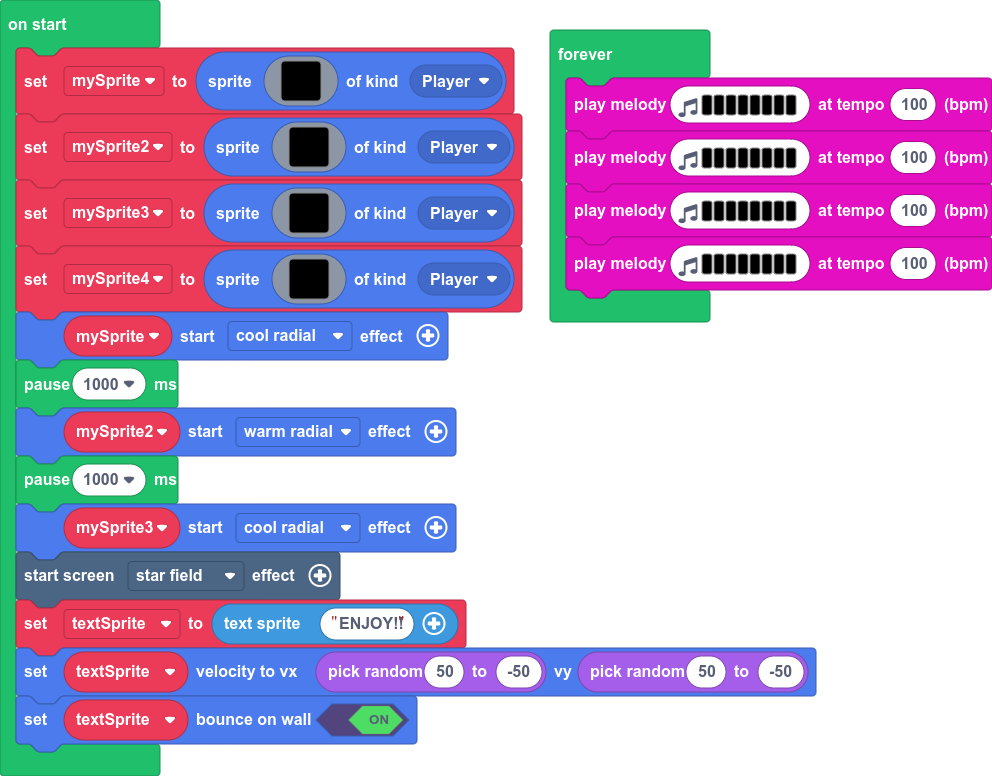 on start
set mySprite to sprite of kind Player
set mySprite2 to sprite of kind Player
set mySprite3 to sprite of kind Player
set mySprite4 to sprite of kind Player
mySprite start cool radial effect
pause 1000 ms
mySprite2 start warm radial effect
pause 1000 ms
mySprite3 start cool radial effect
start screen star field effect
set textSprite to text sprite "ENJOY!!"
set textSprite velocity to vx pick random 50 to -50 vy pick random 50 to -50
set textSprite bounce on wall ON
forever
play melody at tempo 100 (bpm)
play melody at tempo 100 (bpm)
play melody at tempo 100 (bpm)
play melody at tempo 100 (bpm)